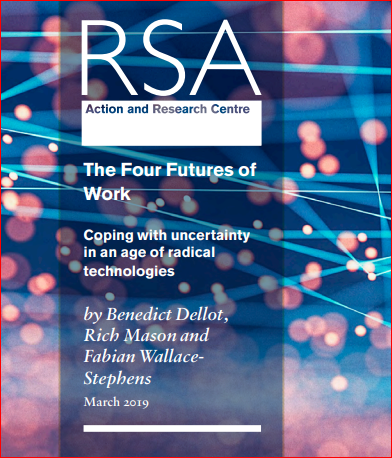 RSA
Action and Research Centre
The Four Futures of
Work
Coping with uncertainty
in an age of radical
technologies
by Benedict Dellot,
Rich Mason and
Fabian Wallace-
Stephens
March 2019